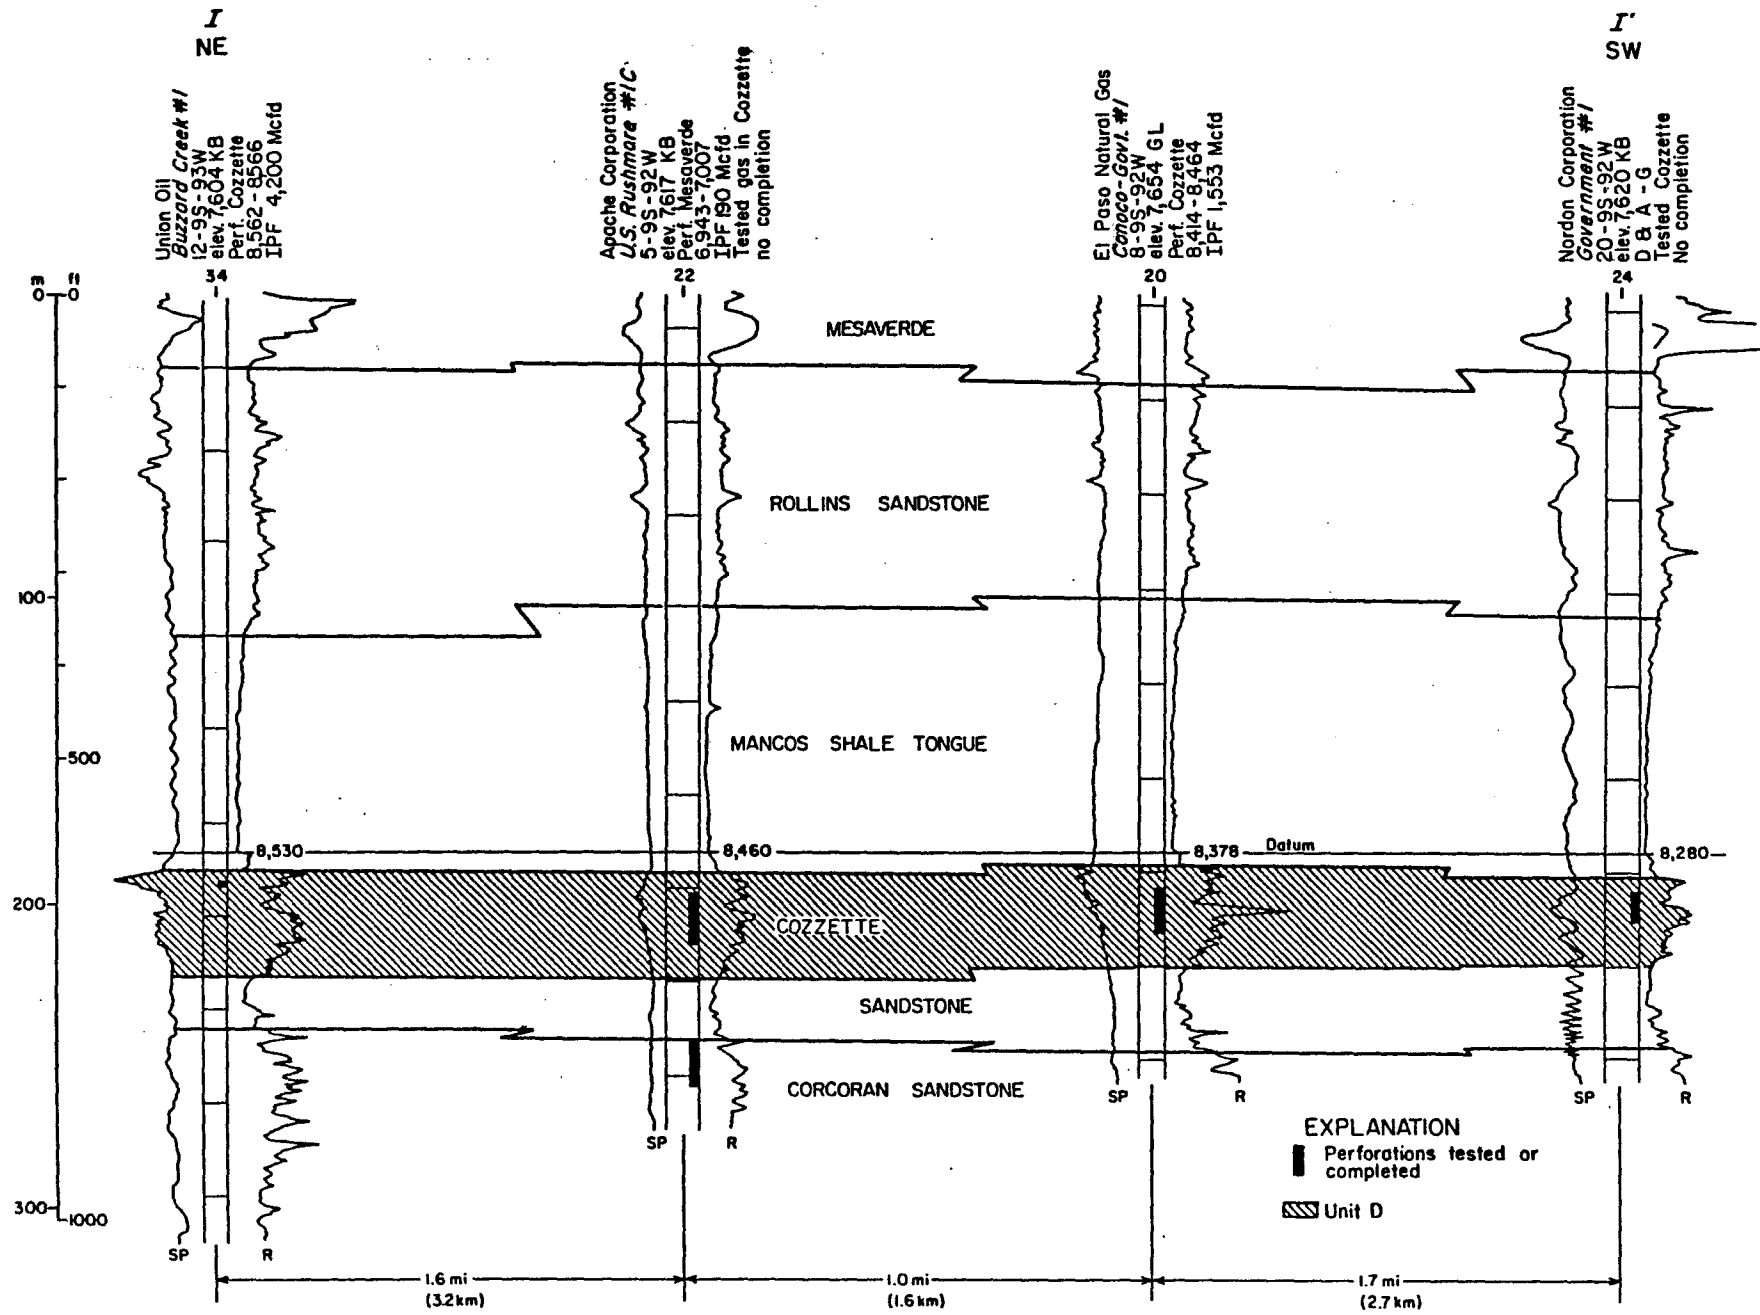 I
NE
I'
SW
Union Oil
Buzzard Creek #1
12-9S-93W
elev. 7,604 KB
Perf. Cozzette
8,562-8566
IPF 4,200 Mcfd
34
Apache Corporation
U.S. Rushmare #1C
5-9S-92W
elev. 7,617 KB
Perf. Mesaverde
6,943-7,007
IPF 190 Mcfd
Tested gas in Cozzette
no completion
22
El Paso Natural Gas
Conoco-Govt. #1
8-9S-92W
elev. 7,654 GL
Perf. Cozzette
8,414-8,464
IPF 1,553 Mcfd
20
Nordon Corporation
Government #1
20-9S-92W
elev. 7,620 KB
D & A -G
Tested Cozzette
No completion
24
m ft
0 0
100
500
200
300
1000
MESAVERDE
ROLLINS SANDSTONE
MANCOS SHALE TONGUE
8,530
8,460
8,378
Datum
8,280
COZZETTE
SANDSTONE
CORCORAN SANDSTONE
SP R
SP R
SP R
SP R
EXPLANATION
Perforations tested or
completed
Unit D
1.6 mi
(3.2 km)
1.0 mi
(1.6 km)
1.7 mi
(2.7 km)